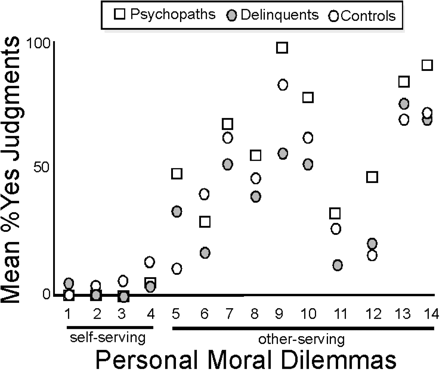 Psychopaths Delinquents Controls
Mean %Yes Judgments
100
50
0
1 2 3 4 5 6 7 8 9 10 11 12 13 14
self-serving other-serving
Personal Moral Dilemmas